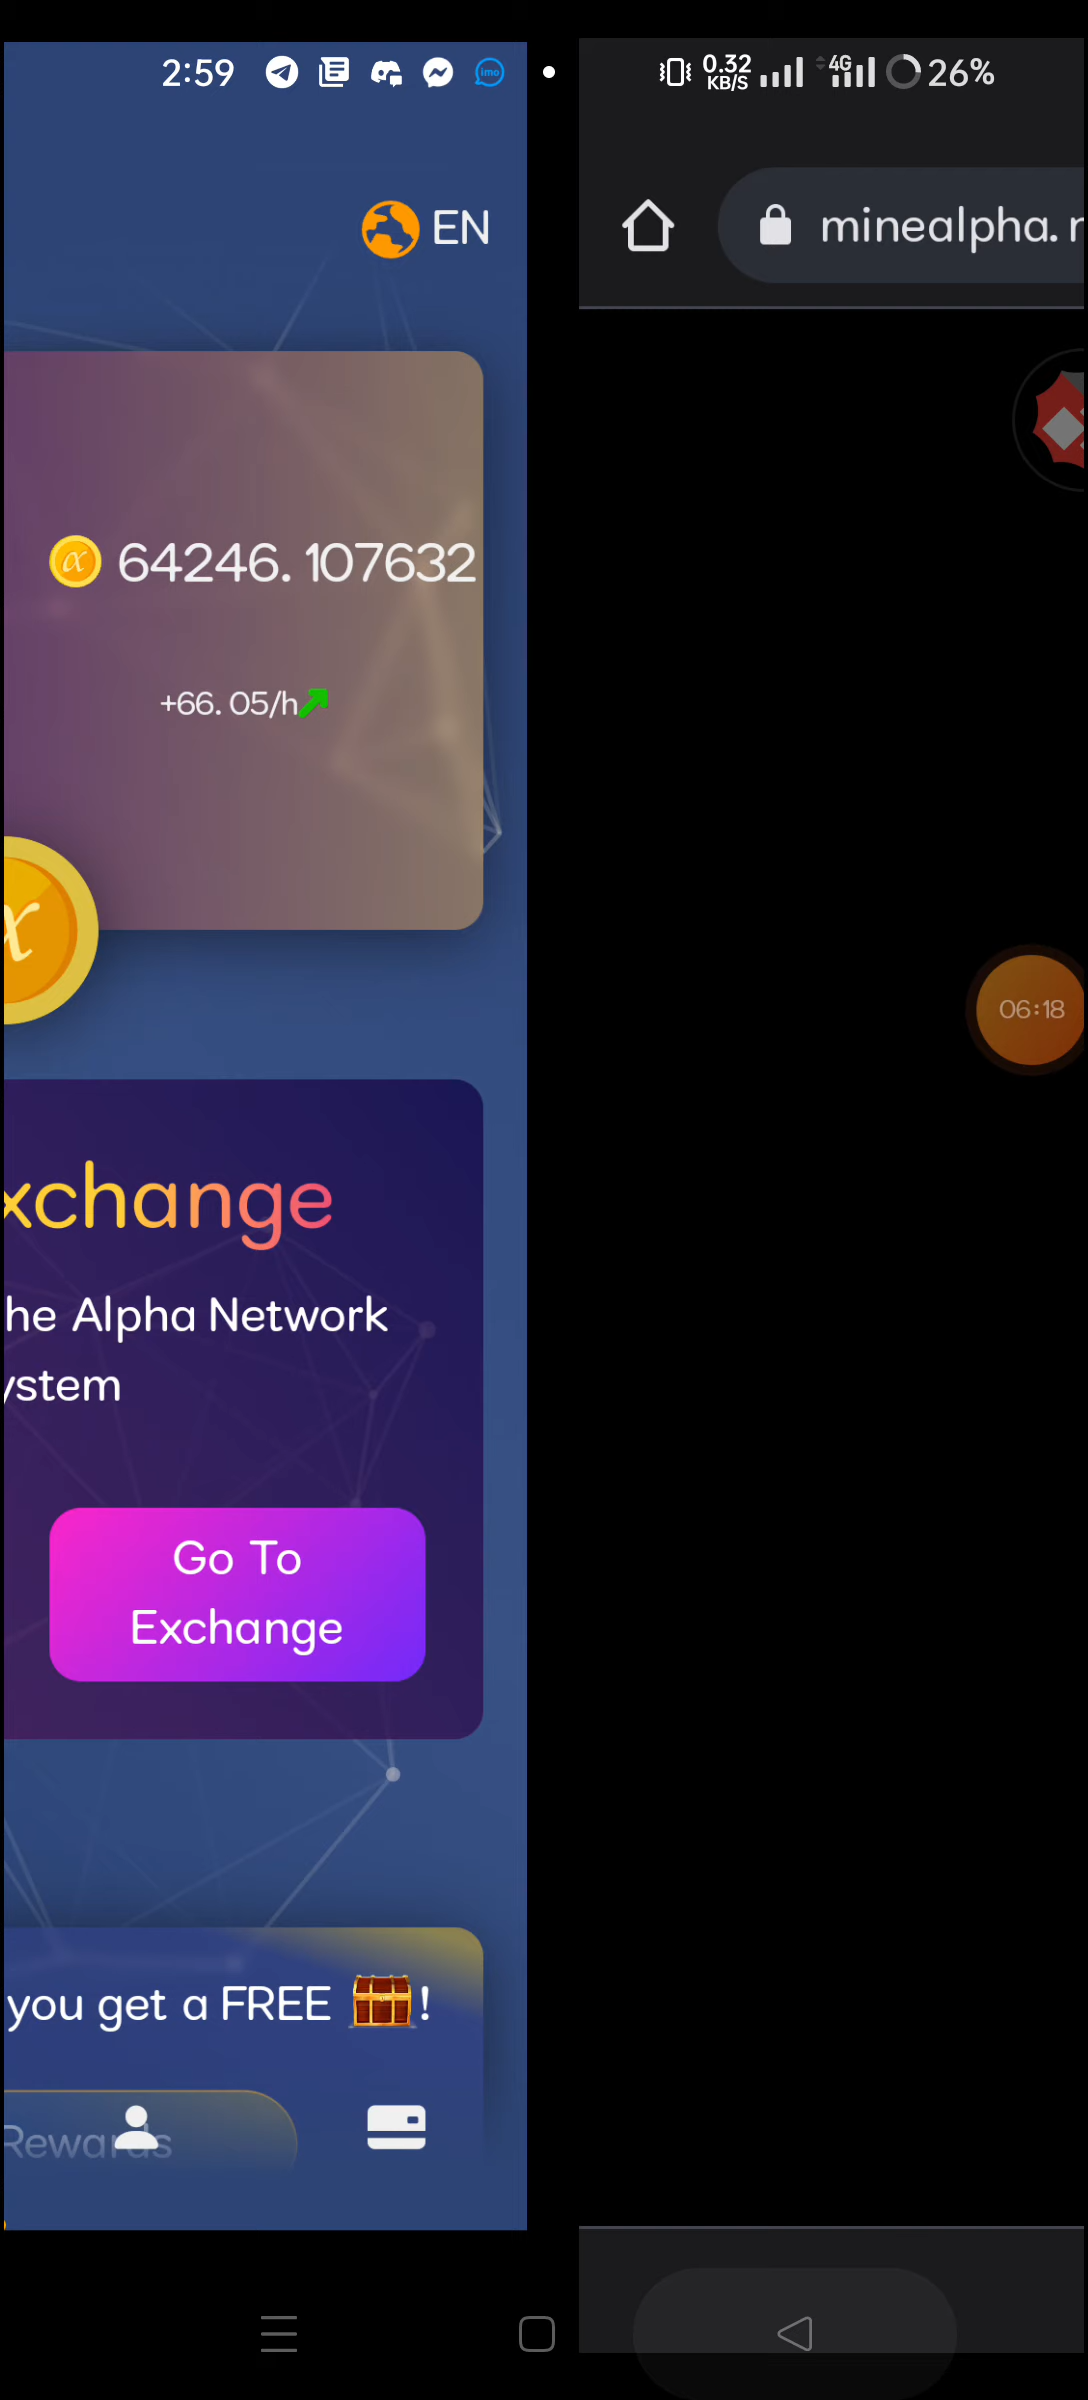 2:59
imo
0.32
KB/S
4G
26%
EN
minealpha.
64246.107632
+66.05/h
06:18
xchange
he Alpha Network
ystem
Go To
Exchange
you get a FREE !
Rewards